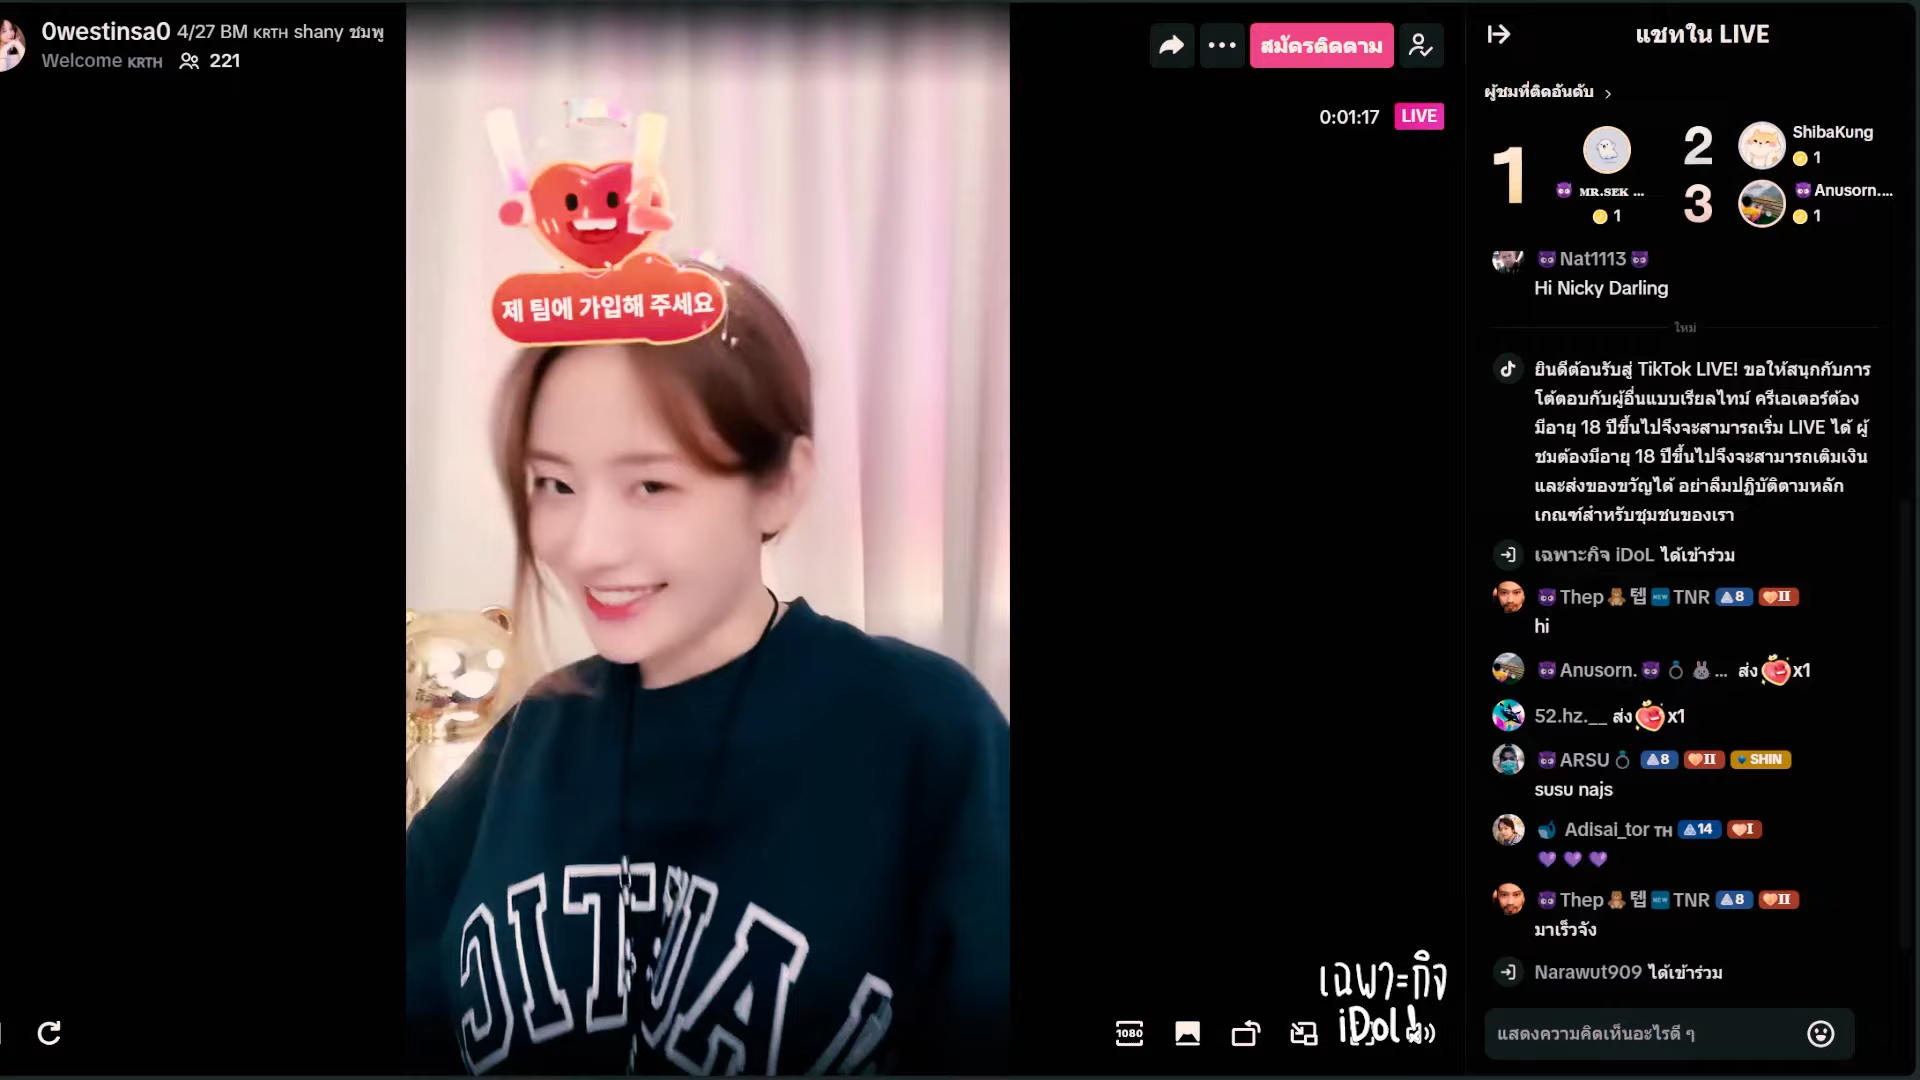 0westinsa0 4/27 BM KRTH shany ชมพู
Welcome KRTH 221
สมัครติดตาม
0:01:17 LIVE
제 팀에 가입해 주세요
แชทใน LIVE
ผู้ชมที่ติดอันดับ
1
MR.SEK ...
1
2
ShibaKung
1
3
Anusorn....
1
Nat1113
Hi Nicky Darling
ใหม่
ยินดีต้อนรับสู่ TikTok LIVE! ขอให้สนุกกับการ
โต้ตอบกับผู้อื่นแบบเรียลไทม์ ครีเอเตอร์ต้อง
มีอายุ 18 ปีขึ้นไปจึงจะสามารถเริ่ม LIVE ได้ ผู้
ชมต้องมีอายุ 18 ปีขึ้นไปจึงจะสามารถเติมเงิน
และส่งของขวัญได้ อย่าลืมปฏิบัติตามหลัก
เกณฑ์สำหรับชุมชนของเรา
เฉพาะกิจ iDoL ได้เข้าร่วม
Thep 텝 NEW TNR 8 II
hi
Anusorn. ... ส่ง x1
52.hz.__ ส่ง x1
ARSU 8 II SHIN
susu najs
Adisai_tor TH 14 I
Thep 텝 NEW TNR 8 II
มาเร็วจัง
Narawut909 ได้เข้าร่วม
แสดงความคิดเห็นอะไรดี ๆ
1080
เฉพาะกิจ
iDoL